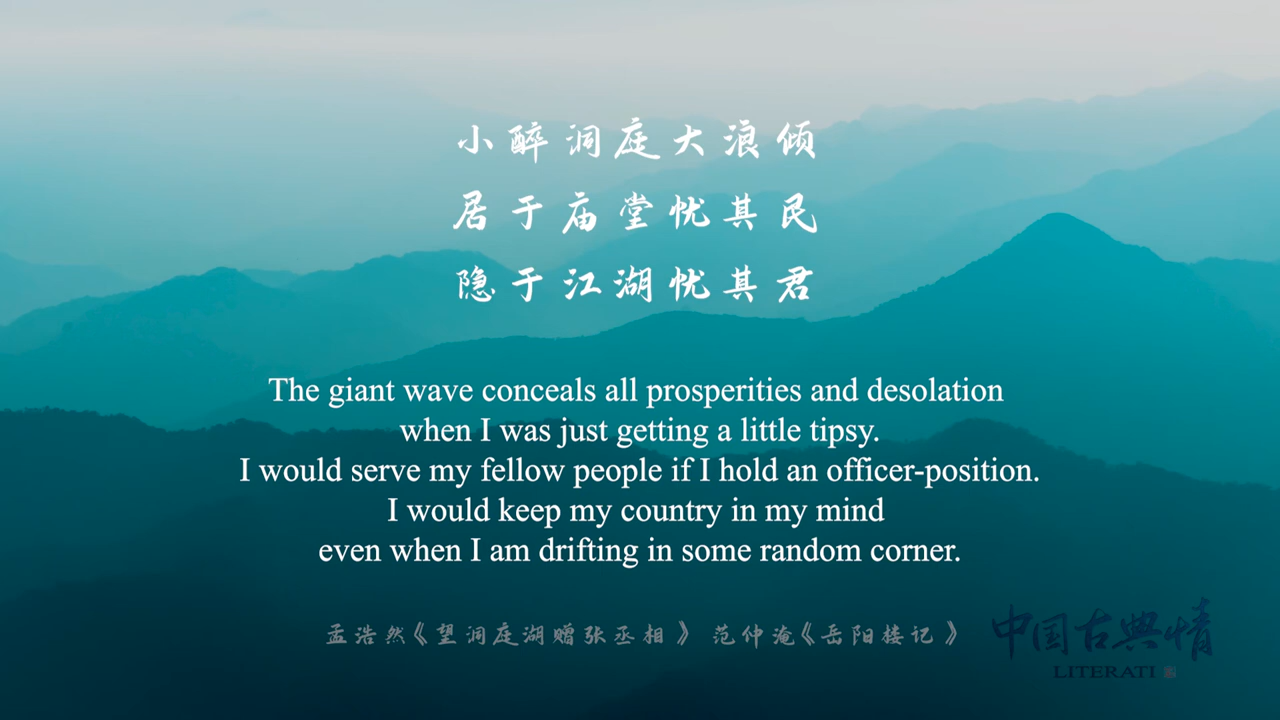 小醉洞庭大浪倾
居于庙堂忧其民
隐于江湖忧其君
The giant wave conceals all prosperities and desolation
when I was just getting a little tipsy.
I would serve my fellow people if I hold an officer-position.
I would keep my country in my mind
even when I am drifting in some random corner.
孟浩然《望洞庭湖赠张丞相》 范仲淹《岳阳楼记》
中国古典情
LITERATI